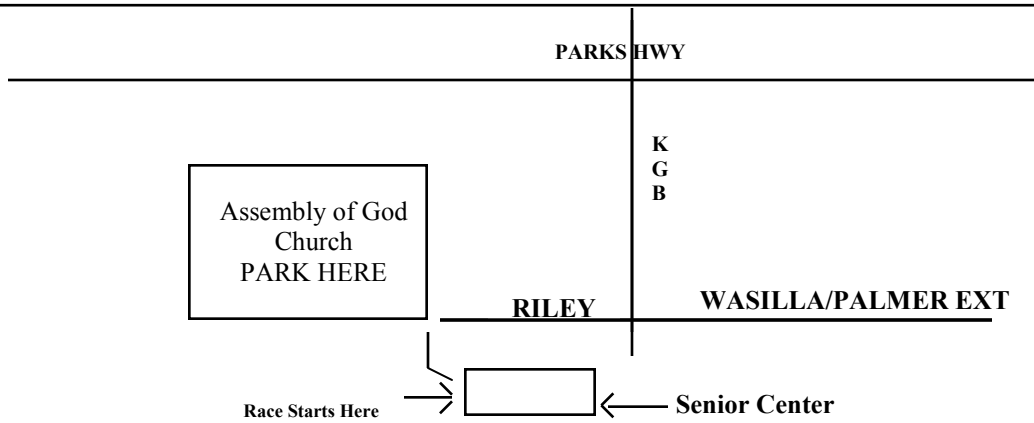 PARKS HWY
K
G
B
Assembly of God
Church
PARK HERE
RILEY
WASILLA/PALMER EXT
Race Starts Here
Senior Center